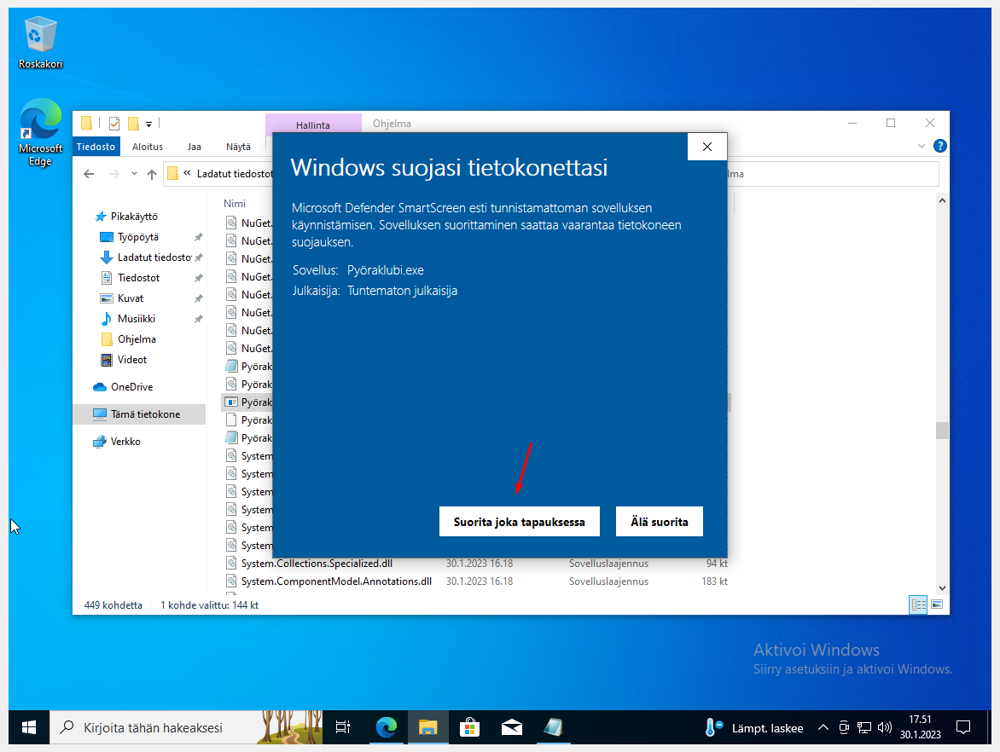 Roskakori
Microsoft
Edge
Hallinta
Ohjelma
Tiedosto
Aloitus
Jaa
Näytä
?
« Ladatut tiedostot
Windows suojasi tietokonettasi
Microsoft Defender SmartScreen esti tunnistamattoman sovelluksen
käynnistämisen. Sovelluksen suorittaminen saattaa vaarantaa tietokoneen
suojauksen.
Sovellus: Pyöraklubi.exe
Julkaisija: Tuntematon julkaisija
Suorita joka tapauksessa
Älä suorita
Pikakäyttö
Työpöytä
Ladatut tiedosto
Tiedostot
Kuvat
Musiikki
Ohjelma
Videot
OneDrive
Tämä tietokone
Verkko
Nimi
NuGet.
NuGet.
NuGet.
NuGet.
NuGet.
NuGet.
NuGet.
NuGet.
Pyörak
Pyörak
Pyörak
Pyörak
Pyörak
System
System
System
System
System
System
System.Collections.Specialized.dll 30.1.2023 16.18 Sovelluslaajennus 94 kt
System.ComponentModel.Annotations.dll 30.1.2023 16.18 Sovelluslaajennus 183 kt
449 kohdetta 1 kohde valittu: 144 kt
Aktivoi Windows
Siirry asetuksiin ja aktivoi Windows.
Kirjoita tähän hakeaksesi
Lämpt. laskee
17.51
30.1.2023